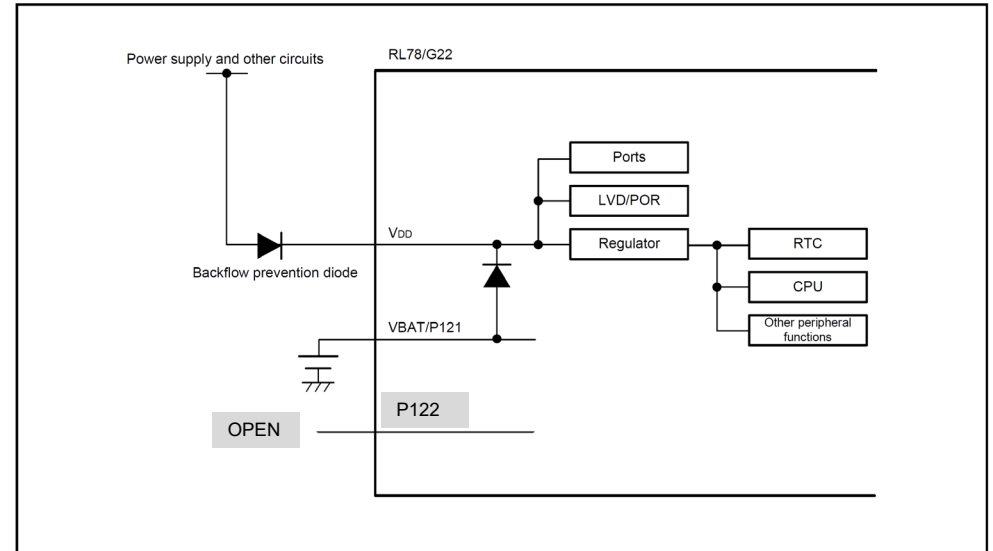 Power supply and other circuits
RL78/G22
Ports
LVD/POR
VDD
Regulator
RTC
Backflow prevention diode
CPU
VBAT/P121
Other peripheral
functions
P122
OPEN